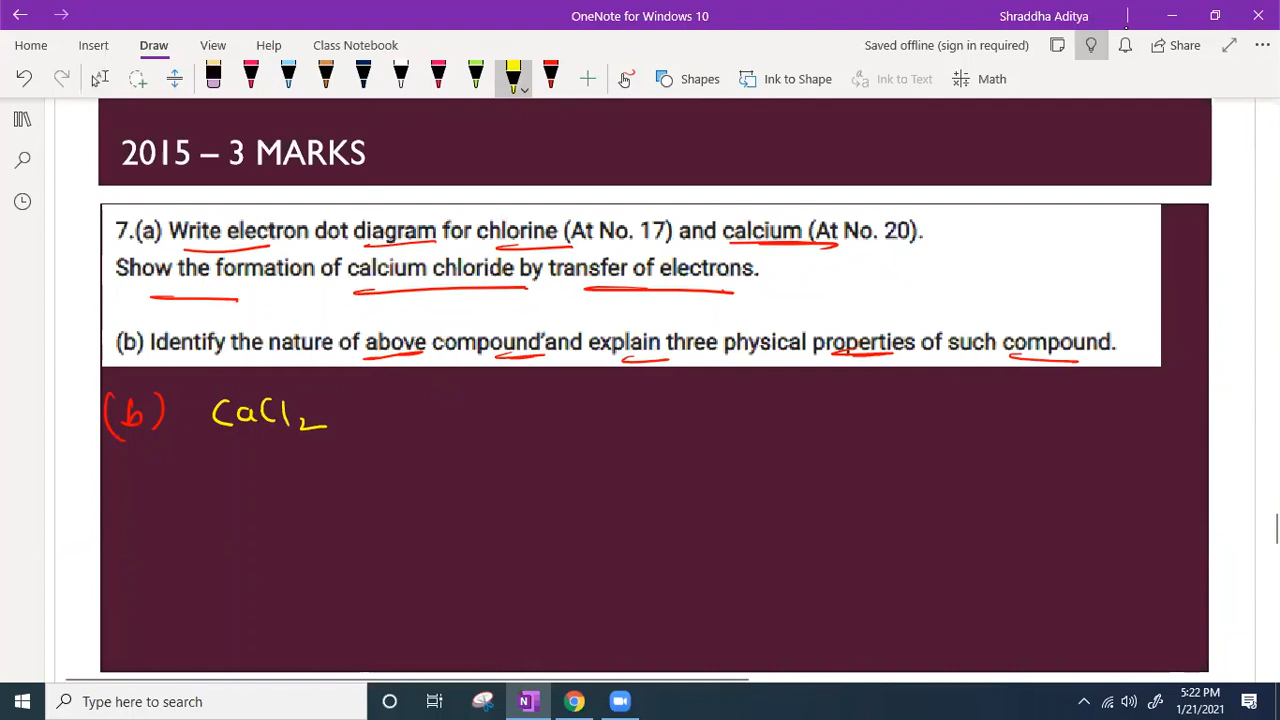 OneNote for Windows 10
Shraddha Aditya
Home Insert Draw View Help Class Notebook
Saved offline (sign in required) Share
Shapes Ink to Shape Ink to Text Math
2015 – 3 MARKS
7.(a) Write electron dot diagram for chlorine (At No. 17) and calcium (At No. 20).
Show the formation of calcium chloride by transfer of electrons.
(b) Identify the nature of above compound and explain three physical properties of such compound.
(b) CaCl2
Type here to search
5:22 PM
1/21/2021